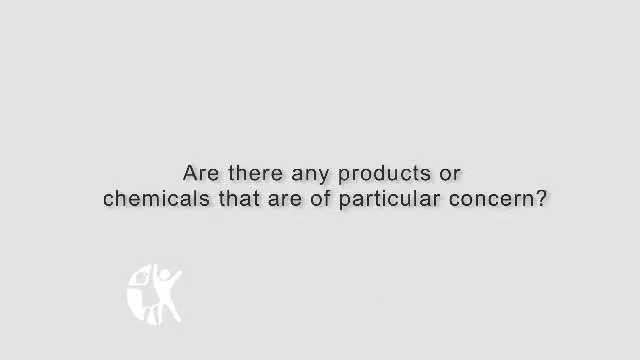 Are there any products or
chemicals that are of particular concern?